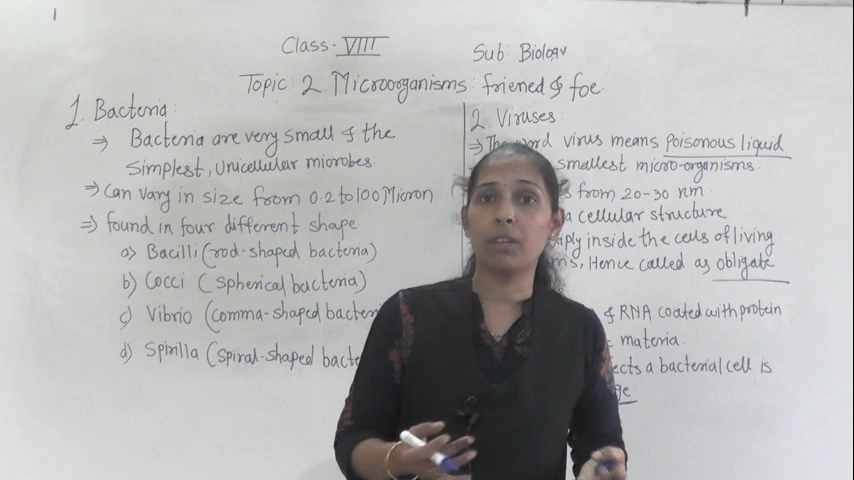 Class - VIII
Sub: Biology
Topic: 2. Microorganisms: friened & foe.
1. Bacteria:
⇒ Bacteria are very small & the
simplest, unicellular microbes.
⇒ Can vary in size from 0.2 to 100 Micron
⇒ found in four different shape.
a) Bacilli (rod-shaped bacteria)
b) Cocci (spherical bacteria)
c) Vibrio (comma-shaped
d) Spirilla (spiral-shaped
2. Viruses:
⇒ The word virus means poisonous liquid
smallest micro-organisms.
from 20-30 nm.
a cellular structure
inside the cells of living
Hence called as obligate
& RNA coated with protein
a bacterial cell is